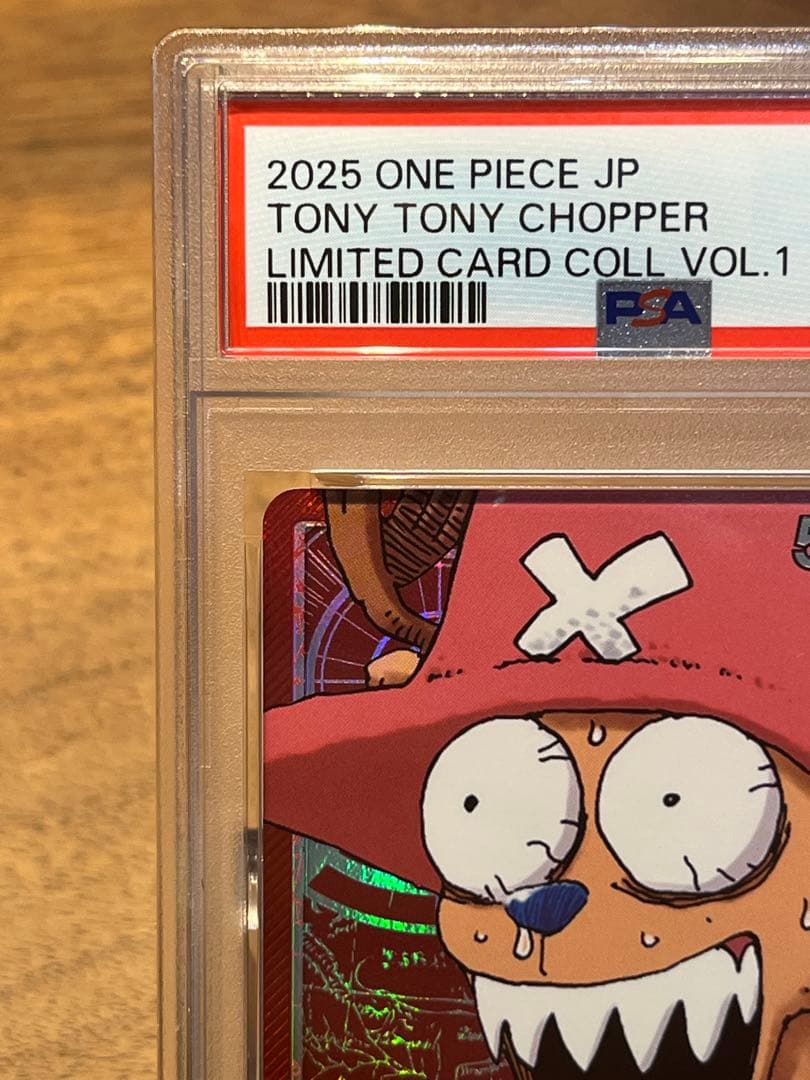 2025 ONE PIECE JP
TONY TONY CHOPPER
LIMITED CARD COLL VOL.1
PSA